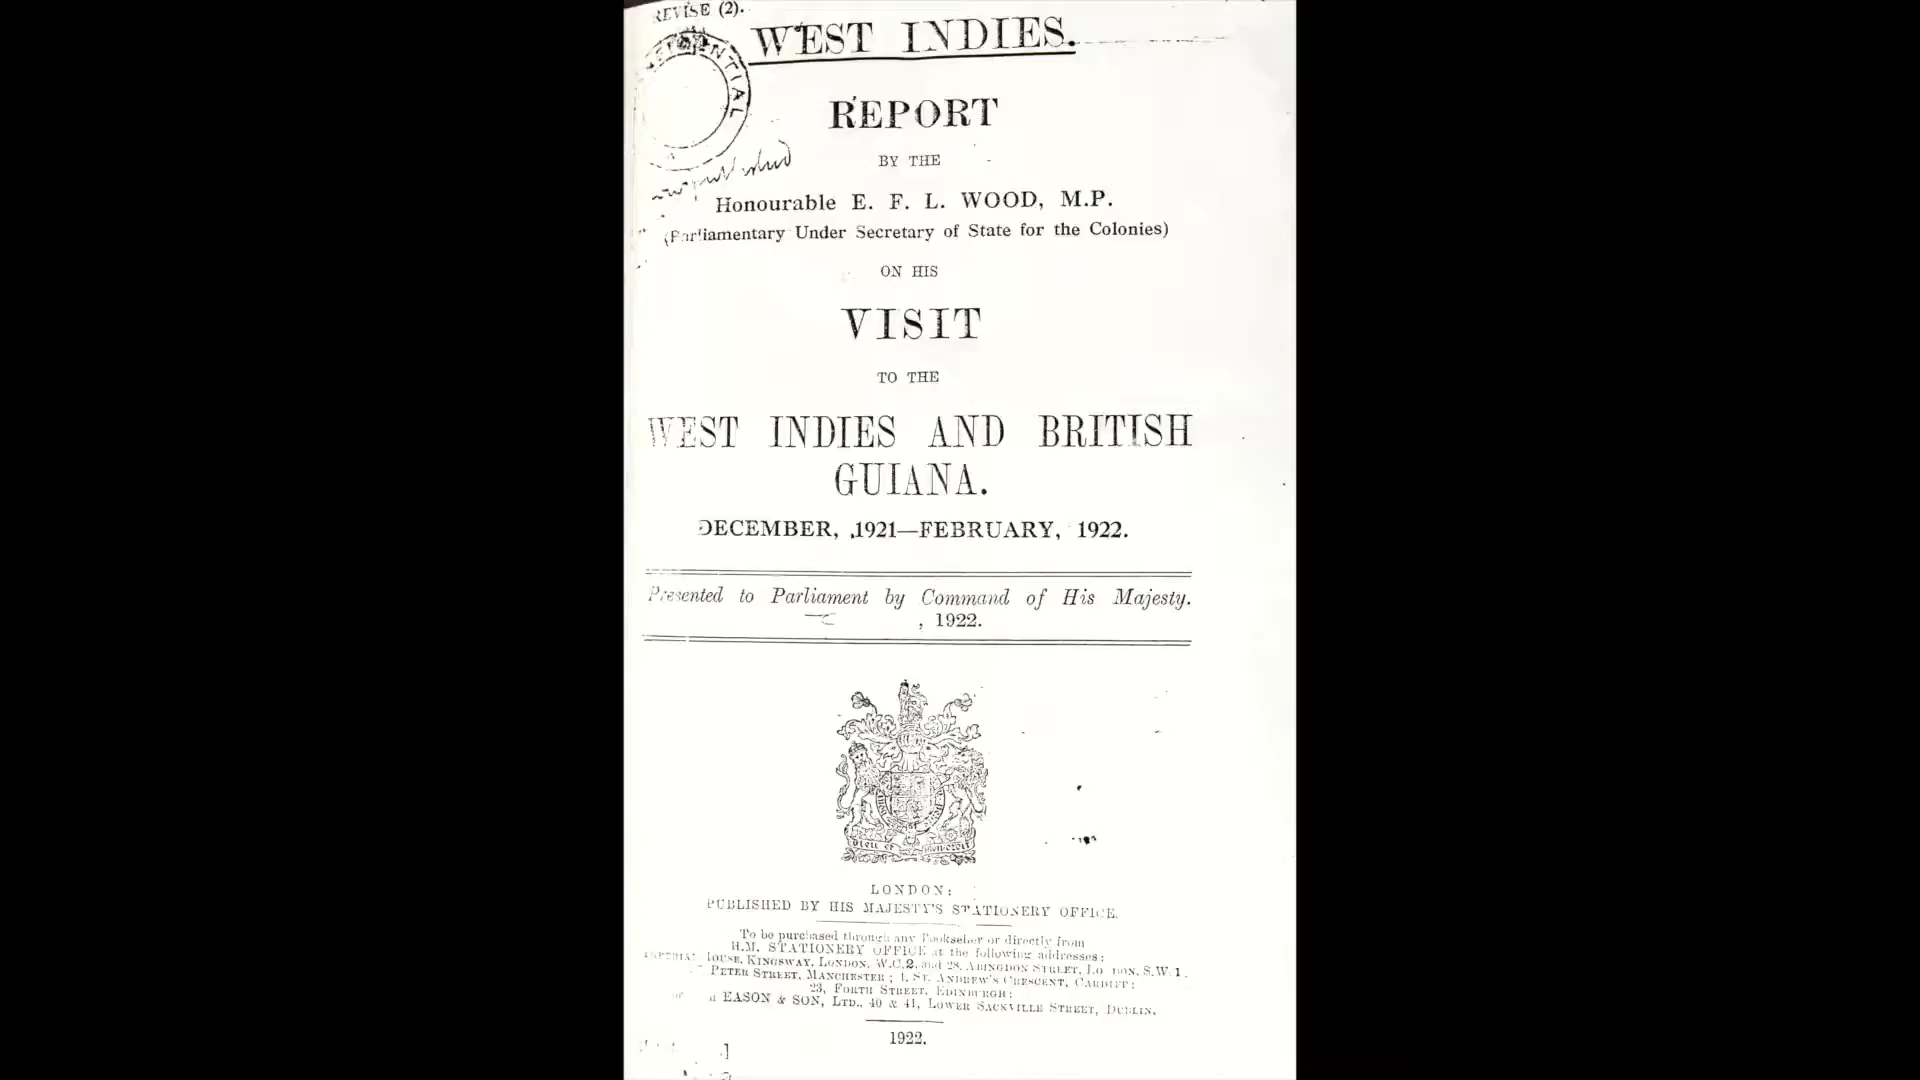 REVISE (2).
WEST INDIES.
REPORT
BY THE
Honourable E. F. L. WOOD, M.P.
(Parliamentary Under Secretary of State for the Colonies)
ON HIS
VISIT
TO THE
WEST INDIES AND BRITISH
GUIANA.
DECEMBER, 1921—FEBRUARY, 1922.
Presented to Parliament by Command of His Majesty.
, 1922.
LONDON:
PUBLISHED BY HIS MAJESTY'S STATIONERY OFFICE.
To be purchased through any Bookseller or directly from
H.M. STATIONERY OFFICE at the following addresses:
IMPERIAL HOUSE, KINGSWAY, LONDON, W.C.2, and 28, ABINGDON STREET, LONDON, S.W.1.
PETER STREET, MANCHESTER; 1, ST. ANDREW'S CRESCENT, CARDIFF;
23, FORTH STREET, EDINBURGH;
EASON & SON, LTD., 40 & 41, LOWER SACKVILLE STREET, DUBLIN.
1922.